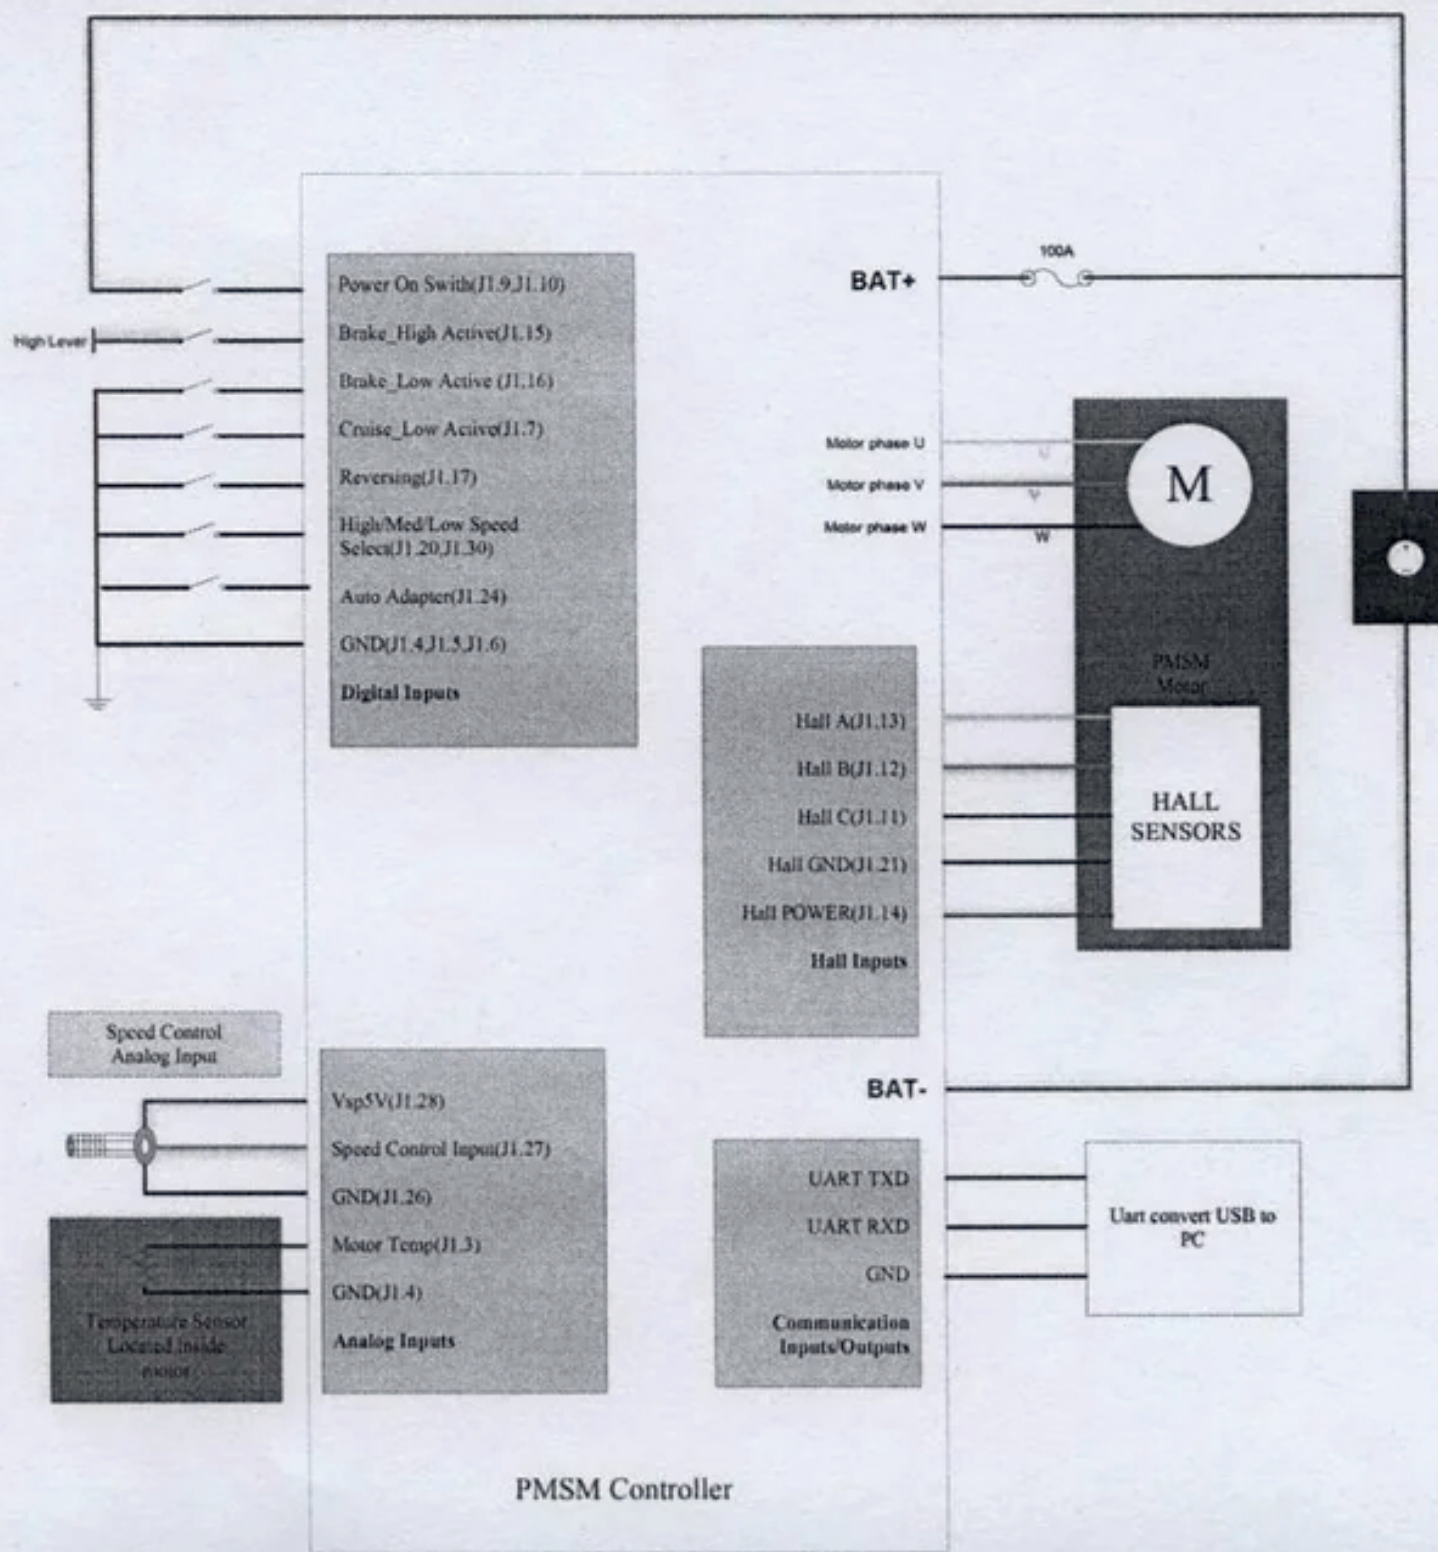 100A
Power On Swith(J1.9,J1.10)
BAT+
High Lever
Brake_High Active(J1.15)
Brake_Low Active (J1.16)
Cruise_Low Acitve(J1.7)
Reversing(J1.17)
High/Med/Low Speed
Select(J1.20,J1.30)
Auto Adapter(J1.24)
GND(J1.4,J1.5,J1.6)
Digital Inputs
Motor phase U
U
Motor phase V
V
Motor phase W
W
M
PMSM
Motor
Hall A(J1.13)
Hall B(J1.12)
Hall C(J1.11)
Hall GND(J1.21)
Hall POWER(J1.14)
Hall Inputs
HALL
SENSORS
Speed Control
Analog Input
BAT-
Vsp5V(J1.28)
Speed Control Input(J1.27)
GND(J1.26)
Motor Temp(J1.3)
GND(J1.4)
Analog Inputs
Temperature Sensor
Located Inside
motor
UART TXD
UART RXD
GND
Communication
Inputs/Outputs
Uart convert USB to
PC
PMSM Controller